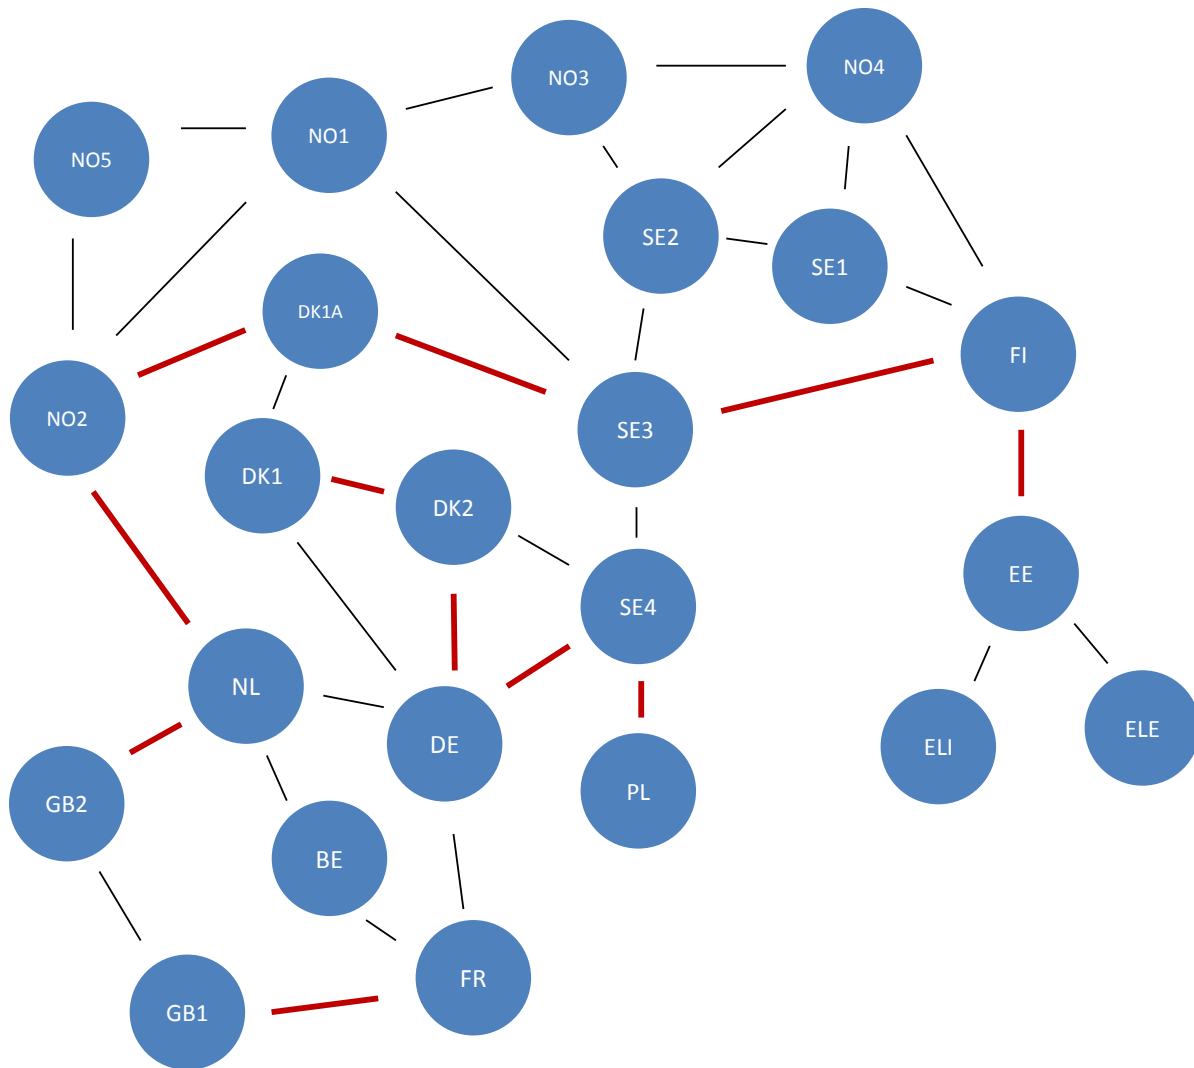 NO4
NO3
NO1
NO5
SE2
SE1
DK1A
FI
NO2
SE3
DK1
DK2
EE
SE4
NL
ELE
DE
ELI
PL
GB2
BE
FR
GB1